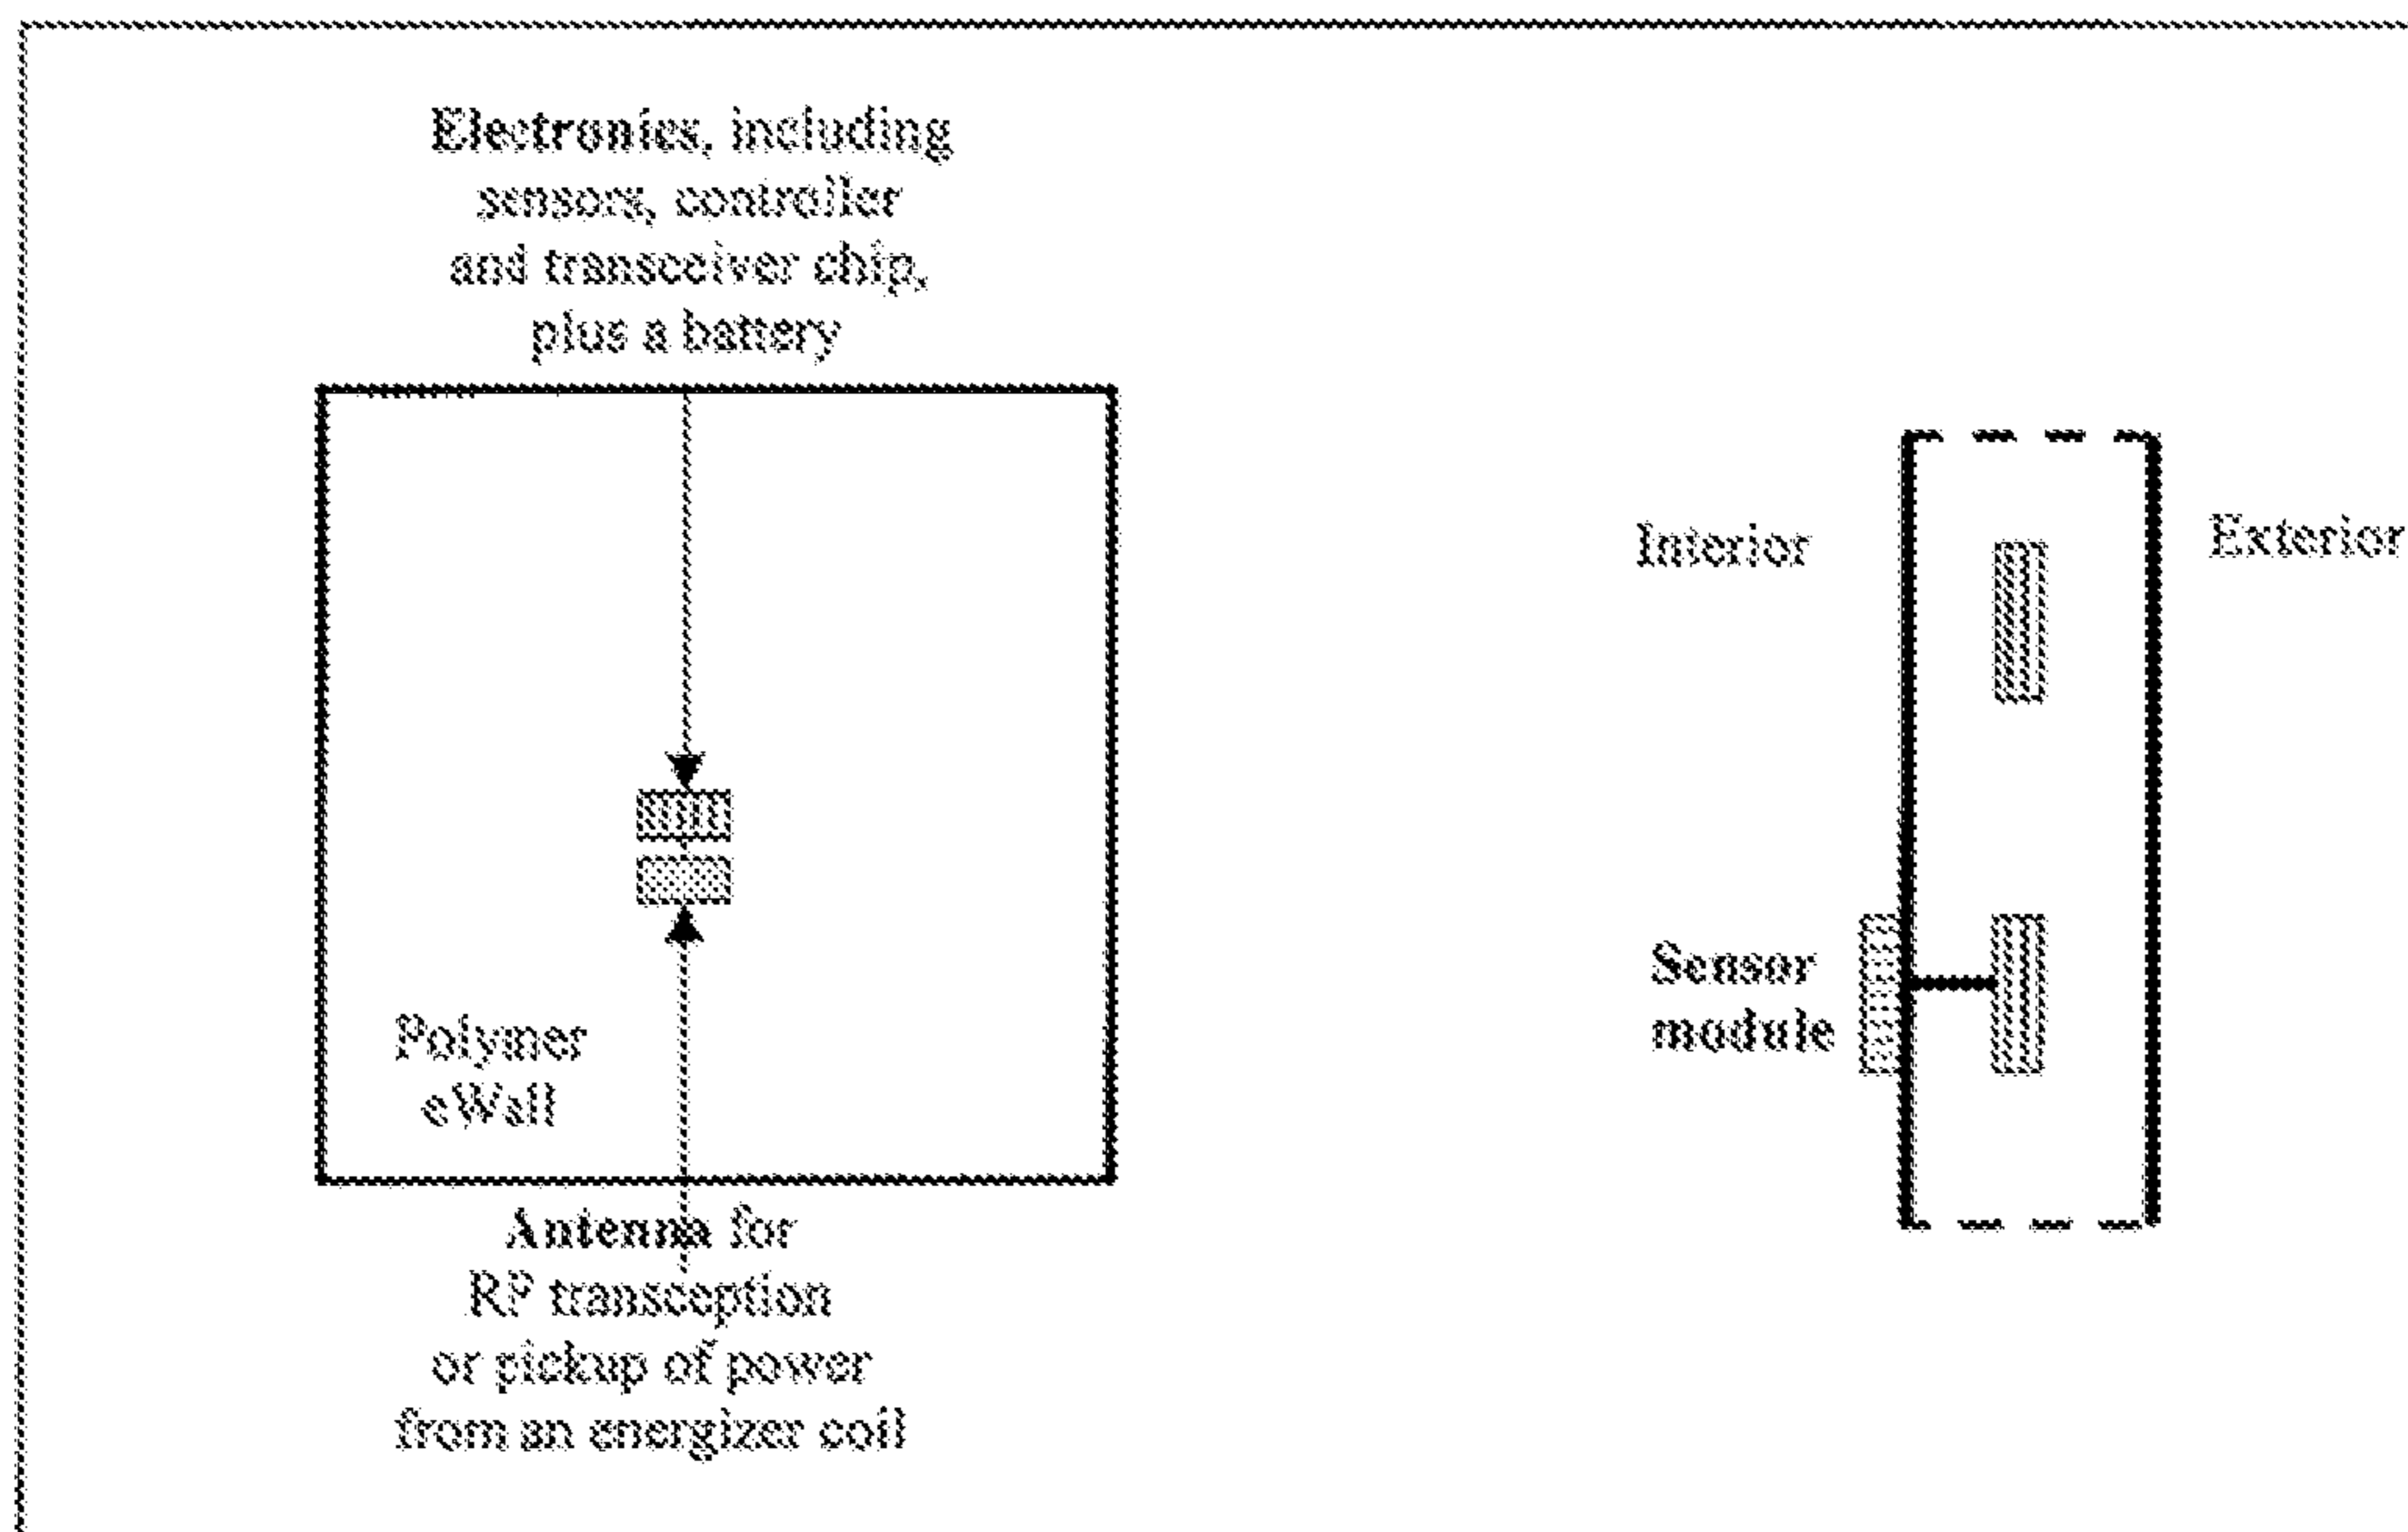 Electronics, including
sensors, controller
and transceiver chip,
plus a battery
Polymer
eWall
Antenna for
RF transception
or pickup of power
from an energizer coil
Interior
Exterior
Sensor
module